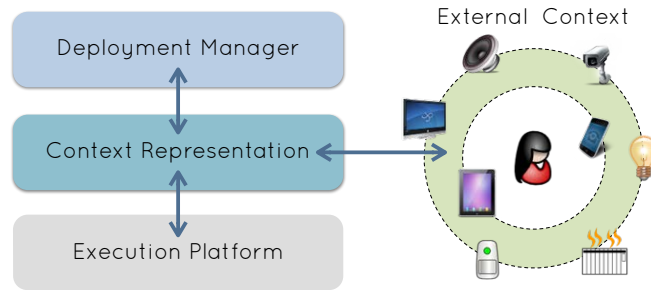 External Context
Deployment Manager
Context Representation
Execution Platform